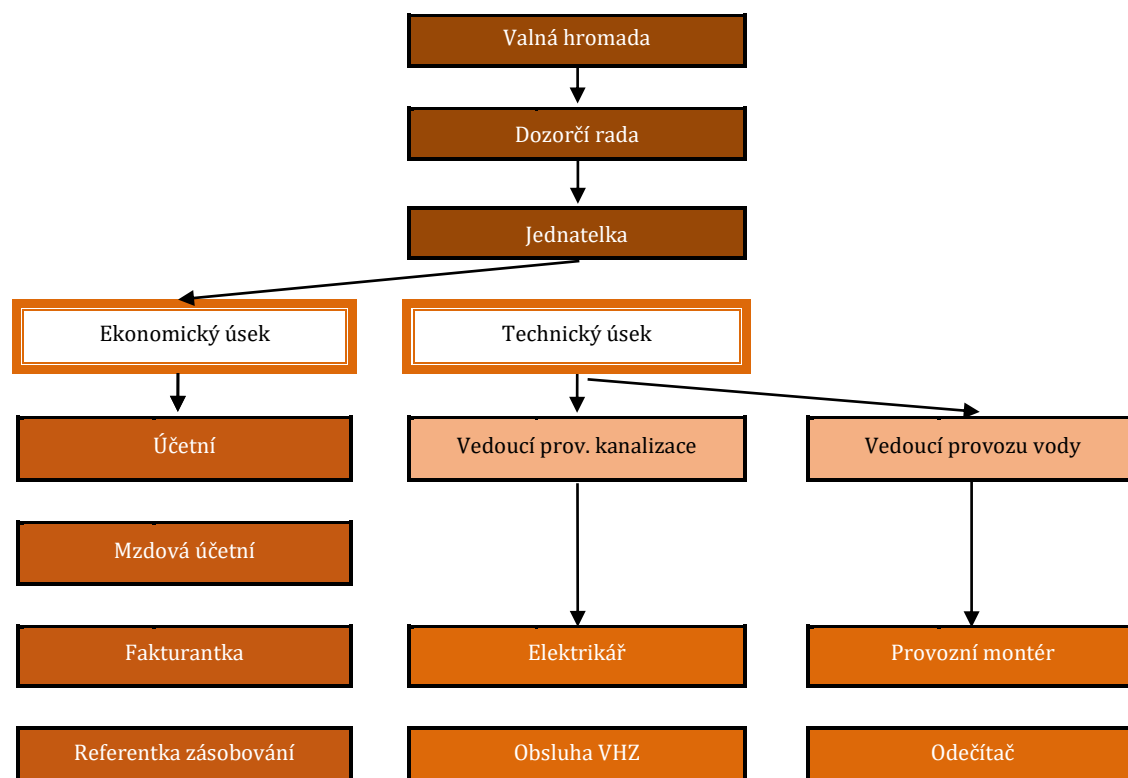 Valná hromada
Dozorčí rada
Jednatelka
Ekonomický úsek
Technický úsek
Účetní
Vedoucí prov. kanalizace
Vedoucí provozu vody
Mzdová účetní
Fakturantka
Elektrikář
Provozní montér
Referentka zásobování
Obsluha VHZ
Odečítač